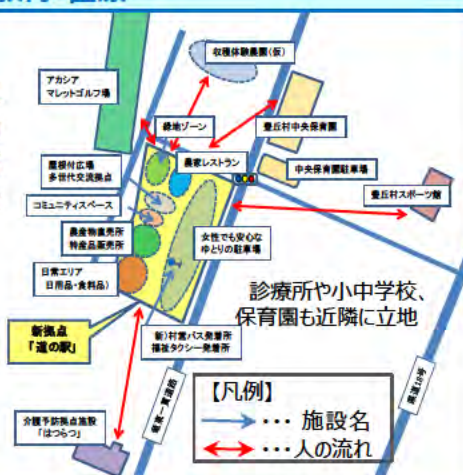 収穫体験農園(仮)
アカシア
マレットゴルフ場
緑地ゾーン
豊丘村中央保育園
屋根付広場
多世代交流拠点
農家レストラン
中央保育園駐車場
コミュニティスペース
豊丘村スポーツ館
農産物直売所
特産品販売所
女性でも安心な
ゆとりの駐車場
日常エリア
日用品・食料品)
診療所や小中学校、
保育園も近隣に立地
新拠点
「道の駅」
新)村営バス発着所
福祉タクシー発着所
【凡例】
・・・ 施設名
・・・ 人の流れ
介護予防拠点施設
「はつらつ」